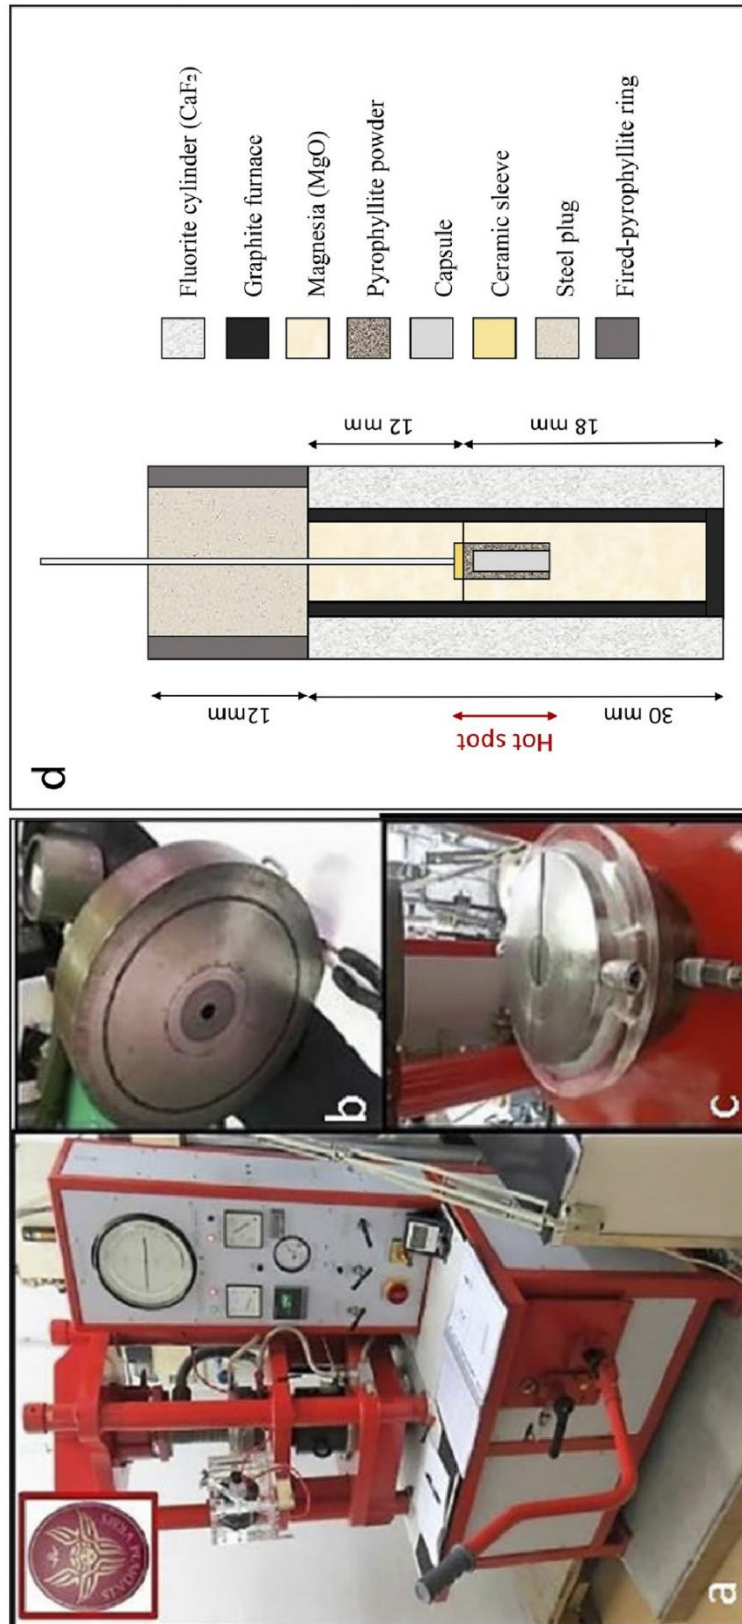 a
b
c
d
12mm
30 mm
Hot spot
12 mm
18 mm
Fluorite cylinder (CaF₂)
Graphite furnace
Magnesia (MgO)
Pyrophyllite powder
Capsule
Ceramic sleeve
Steel plug
Fired-pyrophyllite ring